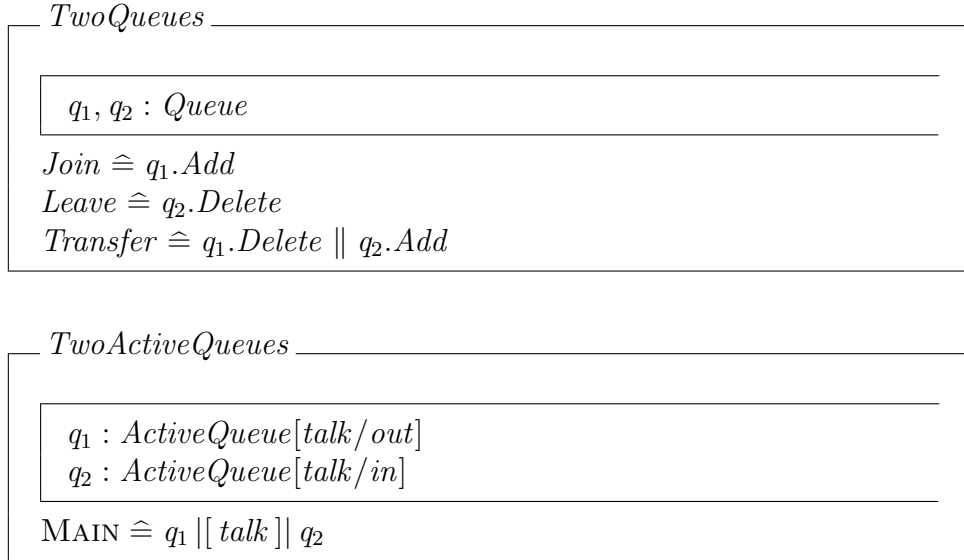 TwoQueues
q₁, q₂ : Queue
Join ≙ q₁.Add
Leave ≙ q₂.Delete
Transfer ≙ q₁.Delete ∥ q₂.Add
TwoActiveQueues
q₁ : ActiveQueue[talk/out]
q₂ : ActiveQueue[talk/in]
MAIN ≙ q₁ |[ talk ]| q₂